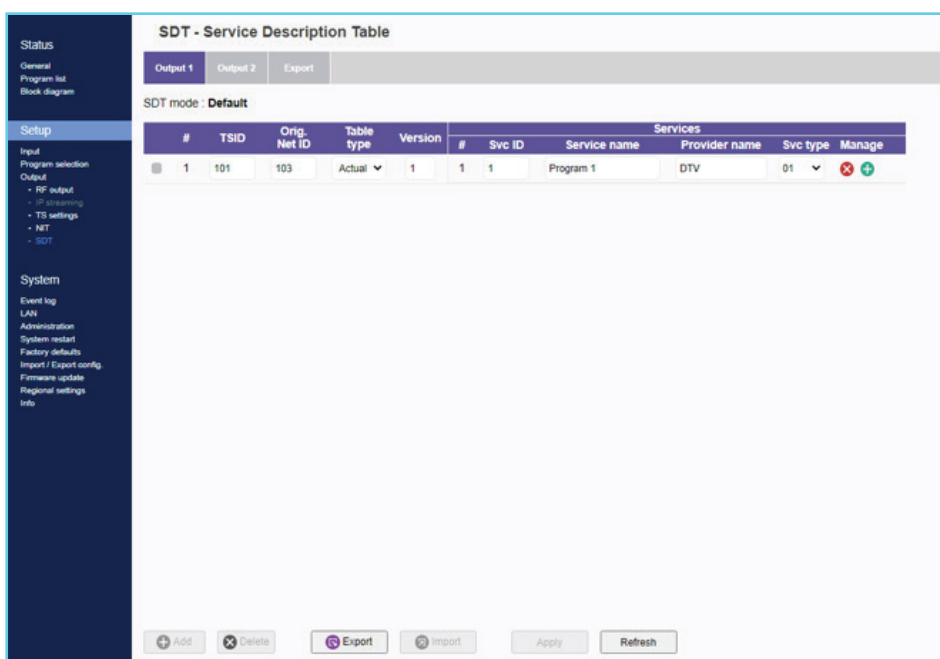 Status
General
Program list
Block diagram
Setup
Input
Program selection
Output
- RF output
- IP streaming
- TS settings
- NIT
- SDT
System
Event log
LAN
Administration
System restart
Factory defaults
Import / Export config.
Firmware update
Regional settings
Info
SDT - Service Description Table
Output 1 Output 2 Export
SDT mode : Default
# TSID Orig. Net ID Table type Version Services
# Svc ID Service name Provider name Svc type Manage
1 101 103 Actual 1 1 1 Program 1 DTV 01
Add Delete Export Import Apply Refresh